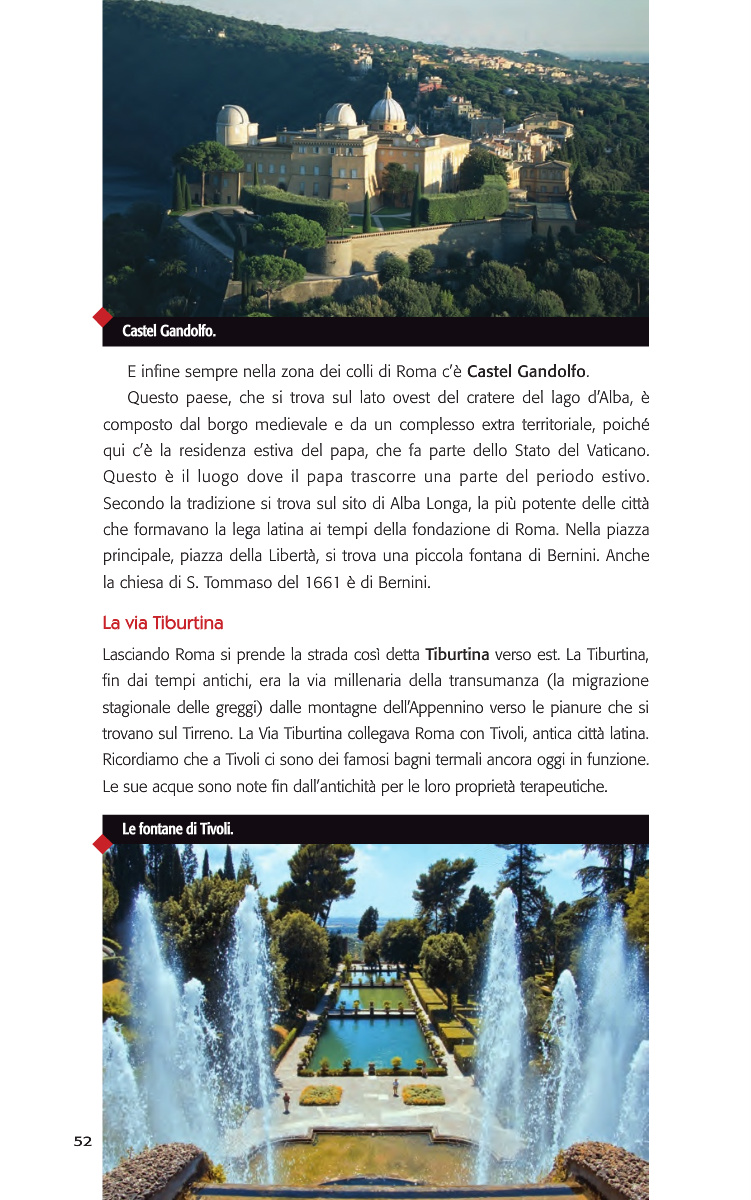 Castel Gandolfo.
E infine sempre nella zona dei colli di Roma c'è Castel Gandolfo.
Questo paese, che si trova sul lato ovest del cratere del lago d'Alba, è
composto dal borgo medievale e da un complesso extra territoriale, poiché
qui c'è la residenza estiva del papa, che fa parte dello Stato del Vaticano.
Questo è il luogo dove il papa trascorre una parte del periodo estivo.
Secondo la tradizione si trova sul sito di Alba Longa, la più potente delle città
che formavano la lega latina ai tempi della fondazione di Roma. Nella piazza
principale, piazza della Libertà, si trova una piccola fontana di Bernini. Anche
la chiesa di S. Tommaso del 1661 è di Bernini.
La via Tiburtina
Lasciando Roma si prende la strada così detta Tiburtina verso est. La Tiburtina,
fin dai tempi antichi, era la via millenaria della transumanza (la migrazione
stagionale delle greggi) dalle montagne dell'Appennino verso le pianure che si
trovano sul Tirreno. La Via Tiburtina collegava Roma con Tivoli, antica città latina.
Ricordiamo che a Tivoli ci sono dei famosi bagni termali ancora oggi in funzione.
Le sue acque sono note fin dall'antichità per le loro proprietà terapeutiche.
Le fontane di Tivoli.
52